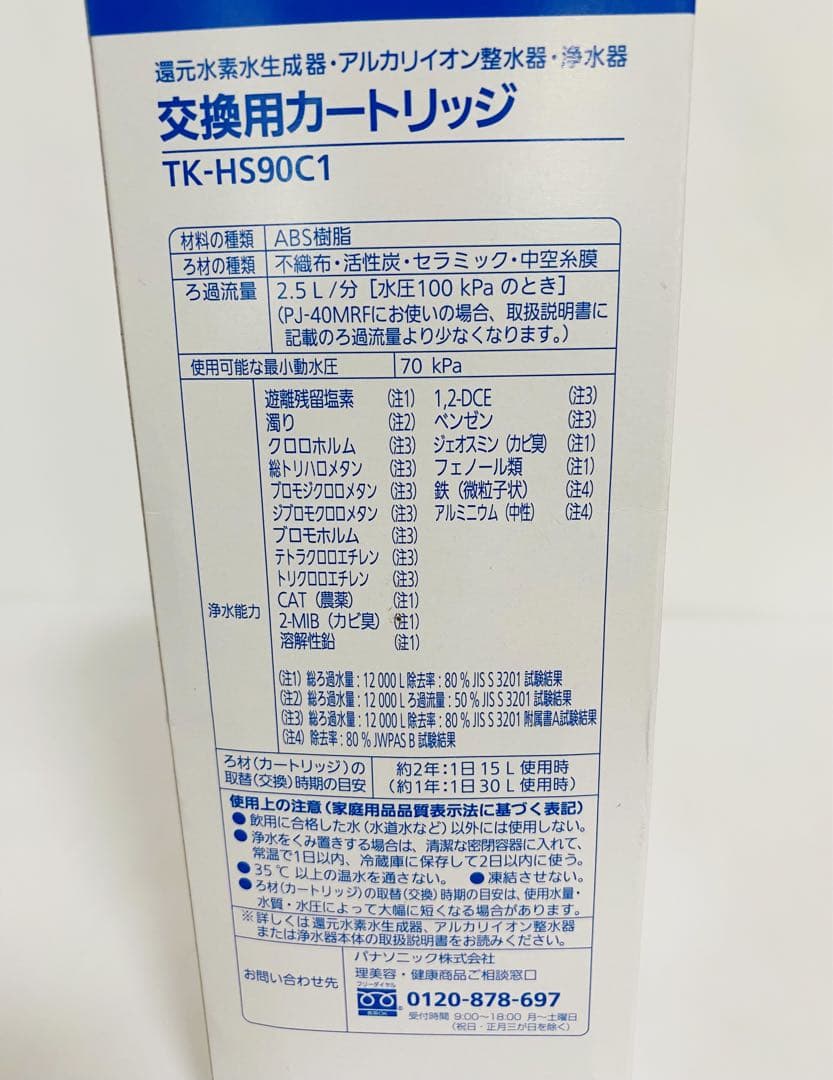 還元水素水生成器・アルカリイオン整水器・浄水器
交換用カートリッジ
TK-HS90C1
材料の種類 ABS樹脂
ろ材の種類 不織布・活性炭・セラミック・中空糸膜
ろ過流量 2.5 L /分 [水圧100 kPa のとき]
(PJ-40MRFにお使いの場合、取扱説明書に
記載のろ過流量より少なくなります。)
使用可能な最小動水圧 70 kPa
浄水能力
遊離残留塩素 (注1) 1,2-DCE (注3)
濁り (注2) ベンゼン (注3)
クロロホルム (注3) ジェオスミン (カビ臭) (注1)
総トリハロメタン (注3) フェノール類 (注1)
ブロモジクロロメタン (注3) 鉄 (微粒子状) (注4)
ジブロモクロロメタン (注3) アルミニウム (中性) (注4)
ブロモホルム (注3)
テトラクロロエチレン (注3)
トリクロロエチレン (注3)
CAT (農薬) (注1)
2-MIB (カビ臭) (注1)
溶解性鉛 (注1)
(注1) 総ろ過水量 : 12 000 L 除去率 : 80 % JIS S 3201 試験結果
(注2) 総ろ過水量 : 12 000 L ろ過流量 : 50 % JIS S 3201 試験結果
(注3) 総ろ過水量 : 12 000 L 除去率 : 80 % JIS S 3201 附属書A試験結果
(注4) 除去率 : 80 % JWPAS B 試験結果
ろ材(カートリッジ)の 約2年 : 1日 15 L 使用時
取替(交換)時期の目安 (約1年 : 1日 30 L 使用時)
使用上の注意(家庭用品品質表示法に基づく表記)
●飲用に合格した水(水道水など)以外には使用しない。
●浄水をくみ置きする場合は、清潔な密閉容器に入れて、
常温で1日以内、冷蔵庫に保存して2日以内に使う。
●35℃ 以上の温水を通さない。 ●凍結させない。
●ろ材(カートリッジ)の取替(交換)時期の目安は、使用水量・
水質・水圧によって大幅に短くなる場合があります。
※詳しくは還元水素水生成器、アルカリイオン整水器
または浄水器本体の取扱説明書をお読みください。
お問い合わせ先
パナソニック株式会社
理美容・健康商品ご相談窓口
フリーダイヤル
0120-878-697
受付時間 9:00〜18:00 月〜土曜日
(祝日・正月三が日を除く)